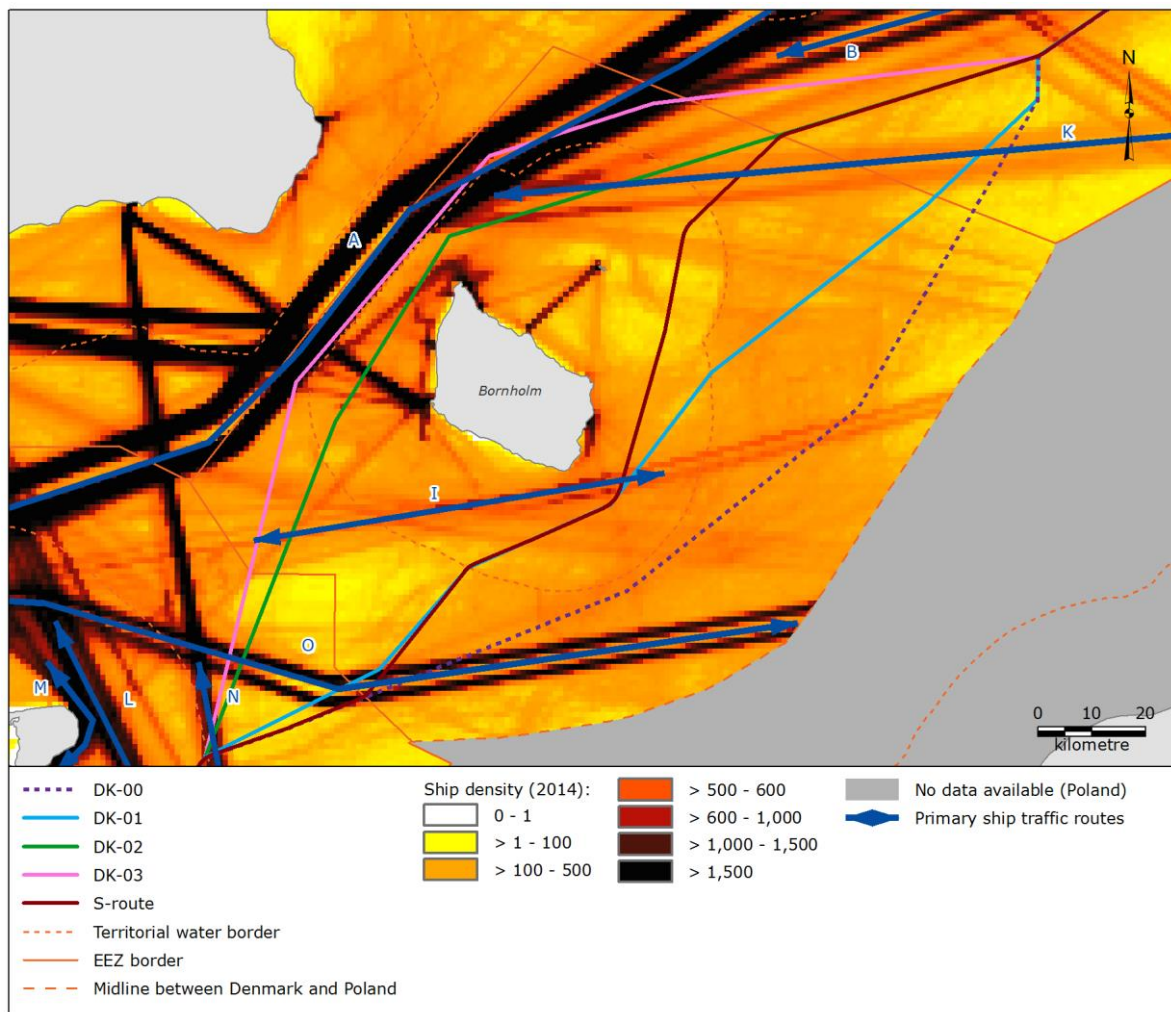 B
N
K
A
Bornholm
I
O
M
L
N
0 10 20
kilometre
DK-00
DK-01
DK-02
DK-03
S-route
Territorial water border
EEZ border
Midline between Denmark and Poland
Ship density (2014):
0 - 1
> 1 - 100
> 100 - 500
> 500 - 600
> 600 - 1,000
> 1,000 - 1,500
> 1,500
No data available (Poland)
Primary ship traffic routes